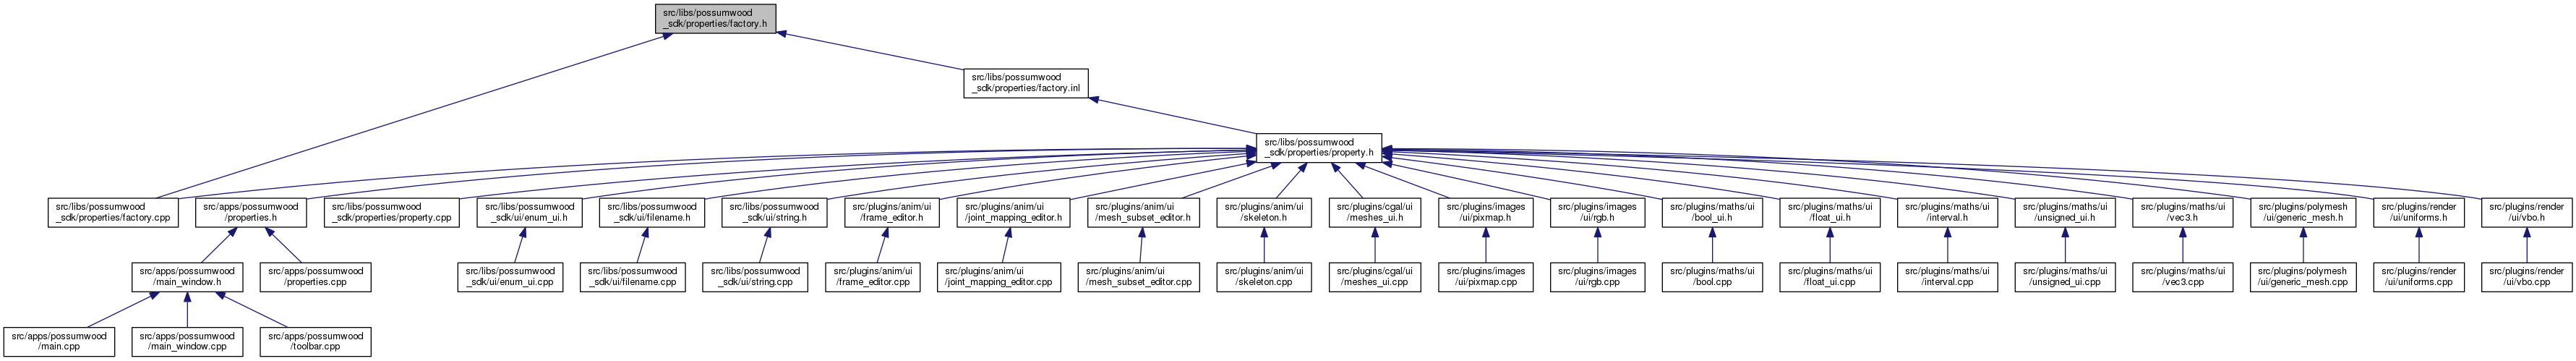 src/libs/possumwood
_sdk/properties/factory.h
src/libs/possumwood
_sdk/properties/factory.inl
src/libs/possumwood
_sdk/properties/property.h
src/libs/possumwood
_sdk/properties/factory.cpp
src/apps/possumwood
/properties.h
src/libs/possumwood
_sdk/properties/property.cpp
src/libs/possumwood
_sdk/ui/enum_ui.h
src/libs/possumwood
_sdk/ui/filename.h
src/libs/possumwood
_sdk/ui/string.h
src/plugins/anim/ui
/frame_editor.h
src/plugins/anim/ui
/joint_mapping_editor.h
src/plugins/anim/ui
/mesh_subset_editor.h
src/plugins/anim/ui
/skeleton.h
src/plugins/cgal/ui
/meshes_ui.h
src/plugins/images
/ui/pixmap.h
src/plugins/images
/ui/rgb.h
src/plugins/maths/ui
/bool_ui.h
src/plugins/maths/ui
/float_ui.h
src/plugins/maths/ui
/interval.h
src/plugins/maths/ui
/unsigned_ui.h
src/plugins/maths/ui
/vec3.h
src/plugins/polymesh
/ui/generic_mesh.h
src/plugins/render
/ui/uniforms.h
src/plugins/render
/ui/vbo.h
src/apps/possumwood
/main_window.h
src/apps/possumwood
/properties.cpp
src/libs/possumwood
_sdk/ui/enum_ui.cpp
src/libs/possumwood
_sdk/ui/filename.cpp
src/libs/possumwood
_sdk/ui/string.cpp
src/plugins/anim/ui
/frame_editor.cpp
src/plugins/anim/ui
/joint_mapping_editor.cpp
src/plugins/anim/ui
/mesh_subset_editor.cpp
src/plugins/anim/ui
/skeleton.cpp
src/plugins/cgal/ui
/meshes_ui.cpp
src/plugins/images
/ui/pixmap.cpp
src/plugins/images
/ui/rgb.cpp
src/plugins/maths/ui
/bool.cpp
src/plugins/maths/ui
/float_ui.cpp
src/plugins/maths/ui
/interval.cpp
src/plugins/maths/ui
/unsigned_ui.cpp
src/plugins/maths/ui
/vec3.cpp
src/plugins/polymesh
/ui/generic_mesh.cpp
src/plugins/render
/ui/uniforms.cpp
src/plugins/render
/ui/vbo.cpp
src/apps/possumwood
/main.cpp
src/apps/possumwood
/main_window.cpp
src/apps/possumwood
/toolbar.cpp